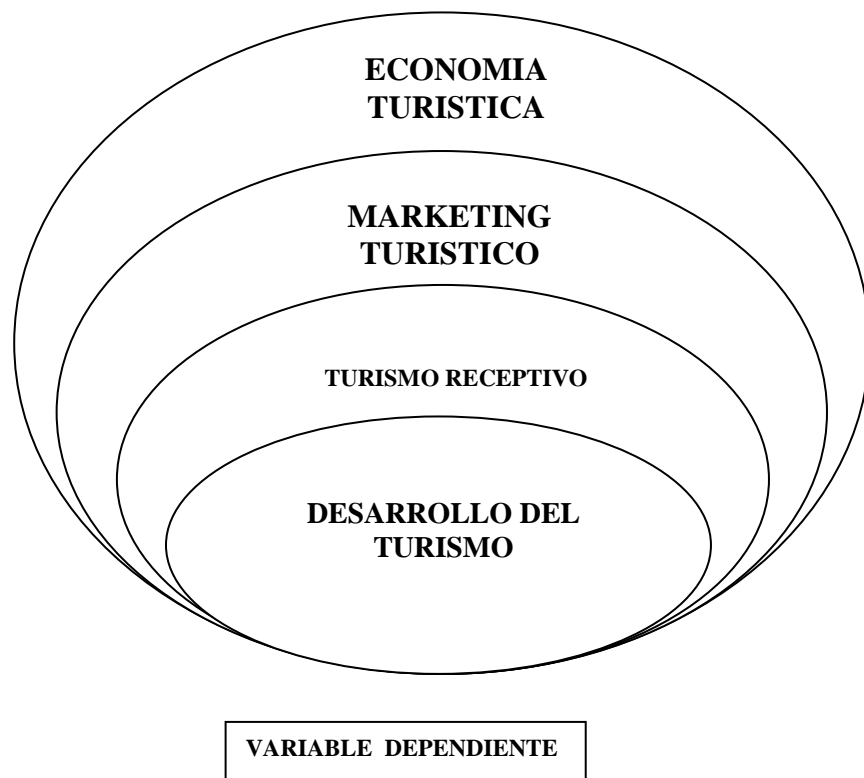 ECONOMIA
TURISTICA
MARKETING
TURISTICO
TURISMO RECEPTIVO
DESARROLLO DEL
TURISMO
VARIABLE DEPENDIENTE